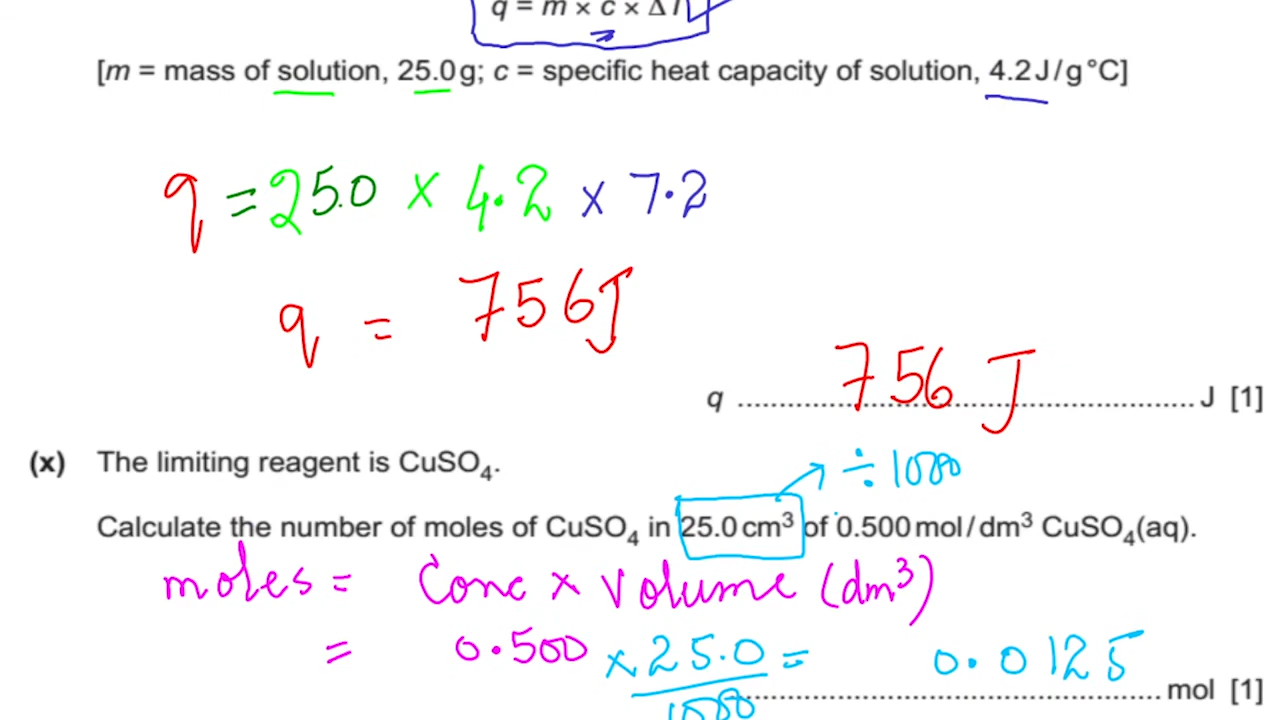 q = m × c × ΔT
[m = mass of solution, 25.0 g; c = specific heat capacity of solution, 4.2 J/g °C]
q = 25.0 × 4.2 × 7.2
q = 756J
q 756 J J [1]
(x) The limiting reagent is CuSO₄.
÷ 1000
Calculate the number of moles of CuSO₄ in 25.0 cm³ of 0.500 mol/dm³ CuSO₄(aq).
moles = Conc × Volume (dm³)
= 0.500 × 25.0/1000 = 0.0125 mol [1]